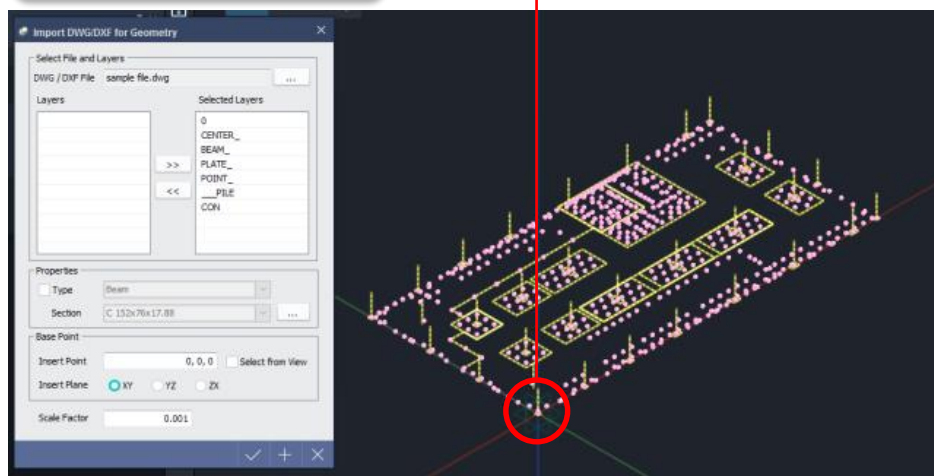 Import DWG/DXF for Geometry
Select File and Layers
DWG / DXF File sample file.dwg ...
Layers Selected Layers
0
CENTER_
BEAM_
>> PLATE_
POINT_
<< ___PILE
CON
Properties
Type Beam
Section C 152x76x17.88 ...
Base Point
Insert Point 0, 0, 0 Select from View
Insert Plane XY YZ ZX
Scale Factor 0.001